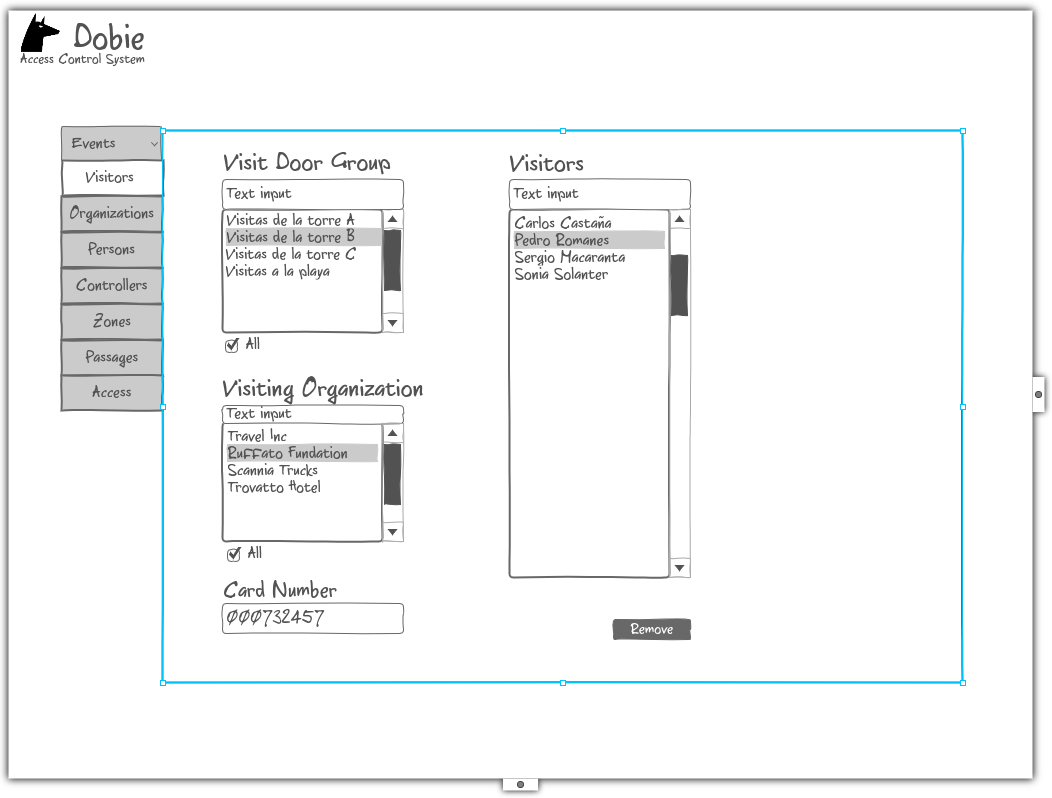 Dobie
Access Control System
Events
Visitors
Organizations
Persons
Controllers
Zones
Passages
Access
Visit Door Group
Text input
Visitas de la torre A
Visitas de la torre B
Visitas de la torre C
Visitas a la playa
All
Visiting Organization
Text input
Travel Inc
Ruffato Fundation
Scannia Trucks
Trovatto Hotel
All
Card Number
000732457
Visitors
Text input
Carlos Castaña
Pedro Romanes
Sergio Macaranta
Sonia Solanter
Remove